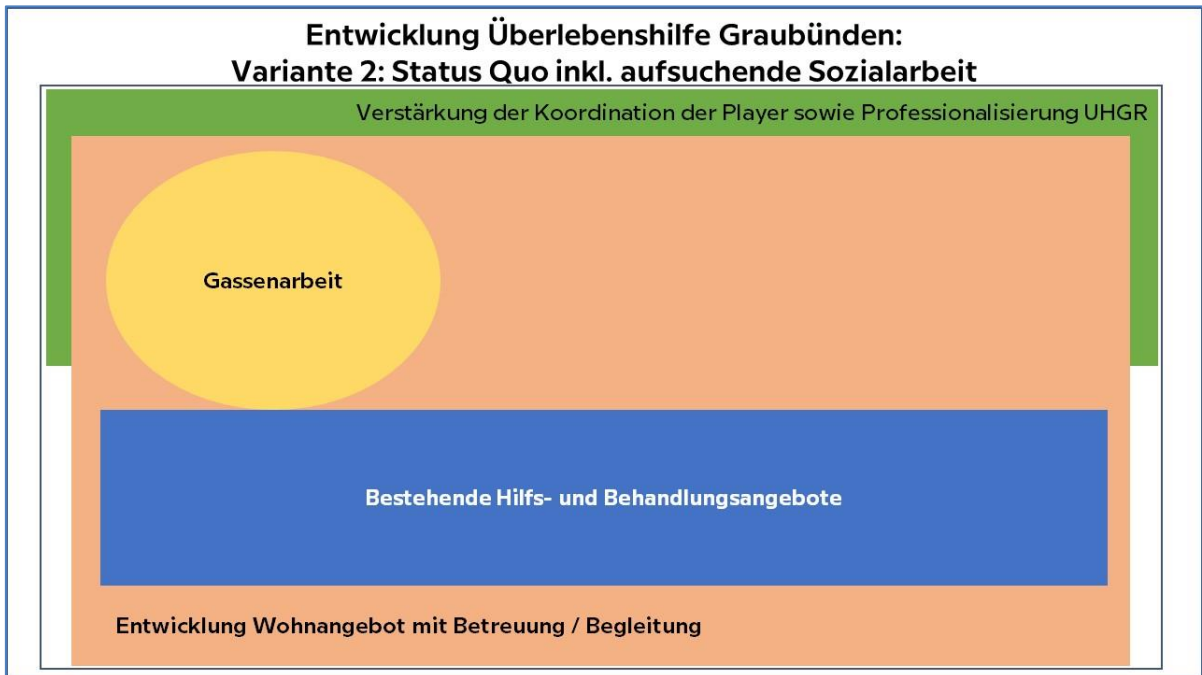 Entwicklung Überlebenshilfe Graubünden:
Variante 2: Status Quo inkl. aufsuchende Sozialarbeit
Verstärkung der Koordination der Player sowie Professionalisierung UHGR
Gassenarbeit
Bestehende Hilfs- und Behandlungsangebote
Entwicklung Wohnangebot mit Betreuung / Begleitung